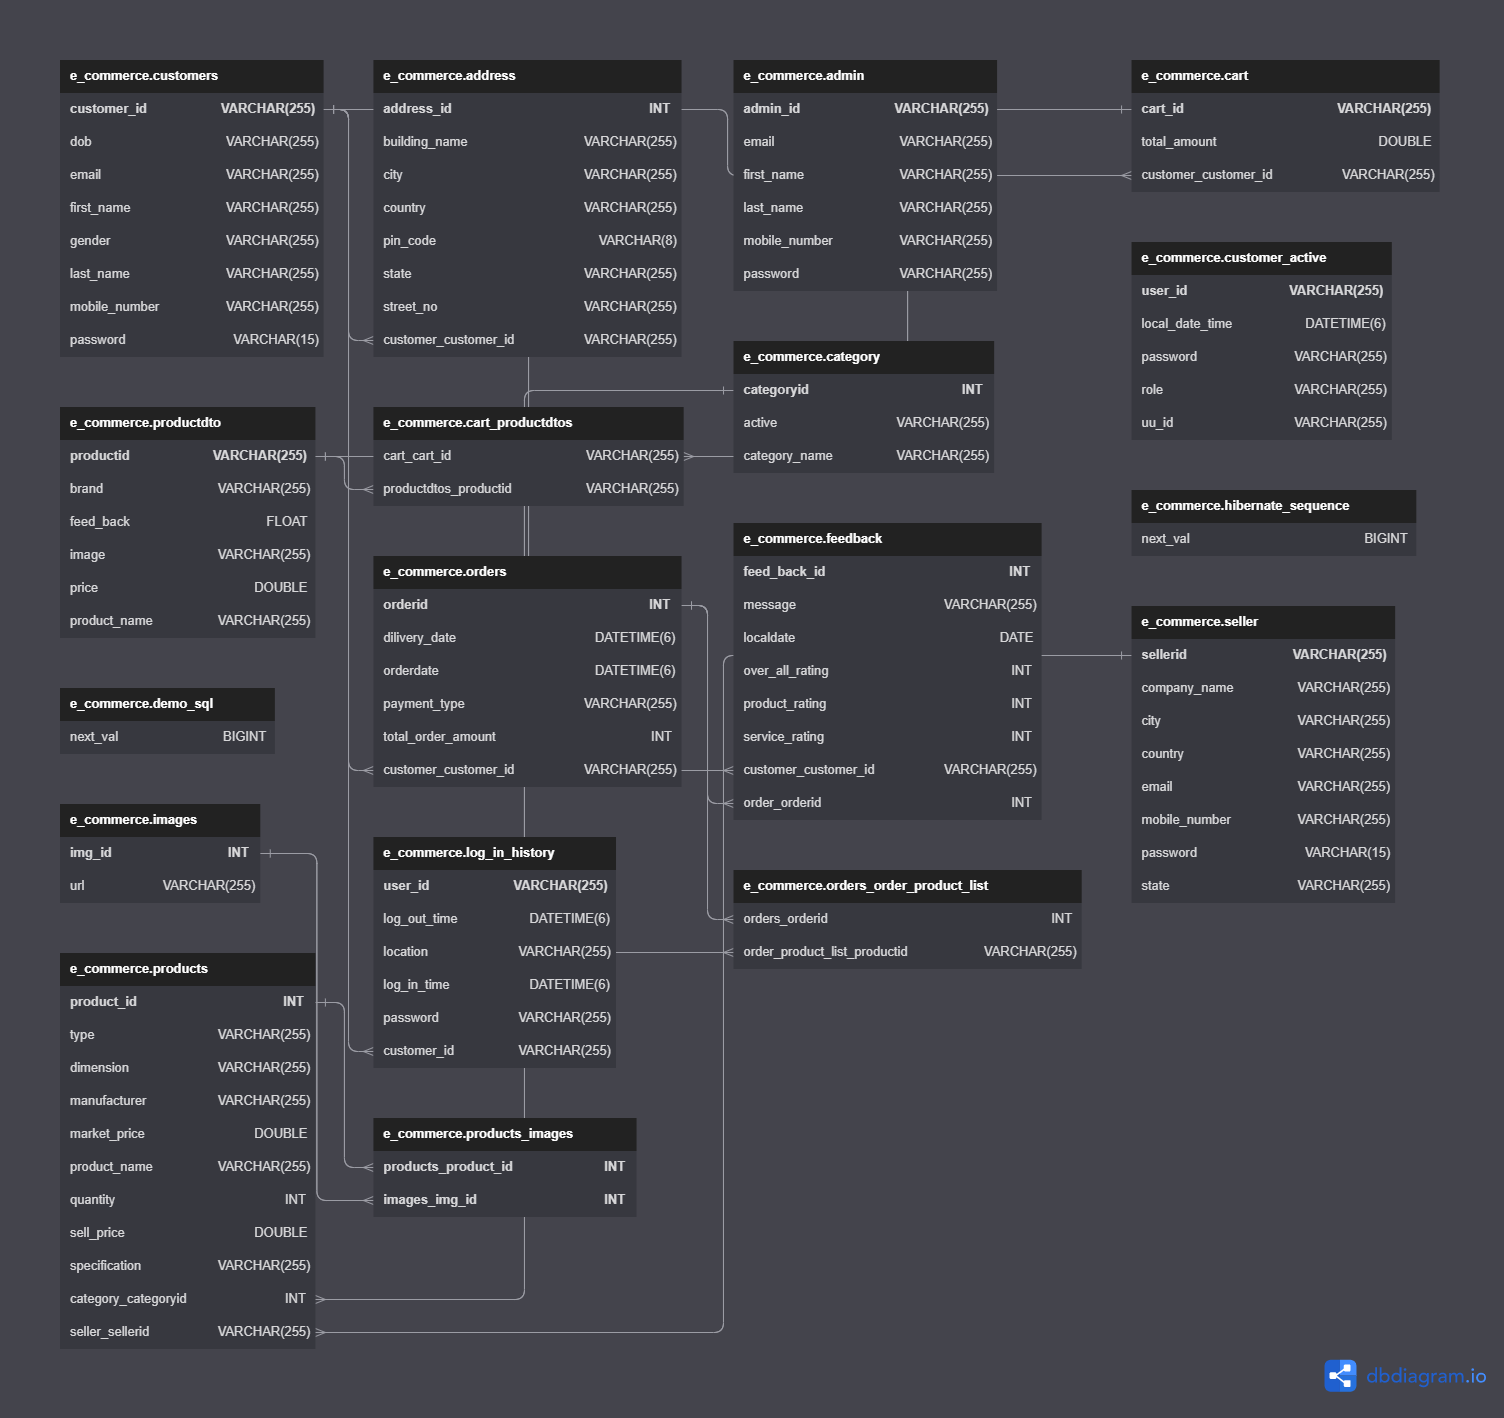 e_commerce.customers
customer_id VARCHAR(255)
dob VARCHAR(255)
email VARCHAR(255)
first_name VARCHAR(255)
gender VARCHAR(255)
last_name VARCHAR(255)
mobile_number VARCHAR(255)
password VARCHAR(15)
e_commerce.address
address_id INT
building_name VARCHAR(255)
city VARCHAR(255)
country VARCHAR(255)
pin_code VARCHAR(8)
state VARCHAR(255)
street_no VARCHAR(255)
customer_customer_id VARCHAR(255)
e_commerce.admin
admin_id VARCHAR(255)
email VARCHAR(255)
first_name VARCHAR(255)
last_name VARCHAR(255)
mobile_number VARCHAR(255)
password VARCHAR(255)
e_commerce.cart
cart_id VARCHAR(255)
total_amount DOUBLE
customer_customer_id VARCHAR(255)
e_commerce.customer_active
user_id VARCHAR(255)
local_date_time DATETIME(6)
password VARCHAR(255)
role VARCHAR(255)
uu_id VARCHAR(255)
e_commerce.category
categoryid INT
active VARCHAR(255)
category_name VARCHAR(255)
e_commerce.productdto
productid VARCHAR(255)
brand VARCHAR(255)
feed_back FLOAT
image VARCHAR(255)
price DOUBLE
product_name VARCHAR(255)
e_commerce.cart_productdtos
cart_cart_id VARCHAR(255)
productdtos_productid VARCHAR(255)
e_commerce.hibernate_sequence
next_val BIGINT
e_commerce.orders
orderid INT
dilivery_date DATETIME(6)
orderdate DATETIME(6)
payment_type VARCHAR(255)
total_order_amount INT
customer_customer_id VARCHAR(255)
e_commerce.feedback
feed_back_id INT
message VARCHAR(255)
localdate DATE
over_all_rating INT
product_rating INT
service_rating INT
customer_customer_id VARCHAR(255)
order_orderid INT
e_commerce.seller
sellerid VARCHAR(255)
company_name VARCHAR(255)
city VARCHAR(255)
country VARCHAR(255)
email VARCHAR(255)
mobile_number VARCHAR(255)
password VARCHAR(15)
state VARCHAR(255)
e_commerce.demo_sql
next_val BIGINT
e_commerce.images
img_id INT
url VARCHAR(255)
e_commerce.log_in_history
user_id VARCHAR(255)
log_out_time DATETIME(6)
location VARCHAR(255)
log_in_time DATETIME(6)
password VARCHAR(255)
customer_id VARCHAR(255)
e_commerce.orders_order_product_list
orders_orderid INT
order_product_list_productid VARCHAR(255)
e_commerce.products
product_id INT
type VARCHAR(255)
dimension VARCHAR(255)
manufacturer VARCHAR(255)
market_price DOUBLE
product_name VARCHAR(255)
quantity INT
sell_price DOUBLE
specification VARCHAR(255)
category_categoryid INT
seller_sellerid VARCHAR(255)
e_commerce.products_images
products_product_id INT
images_img_id INT
dbdiagram.io